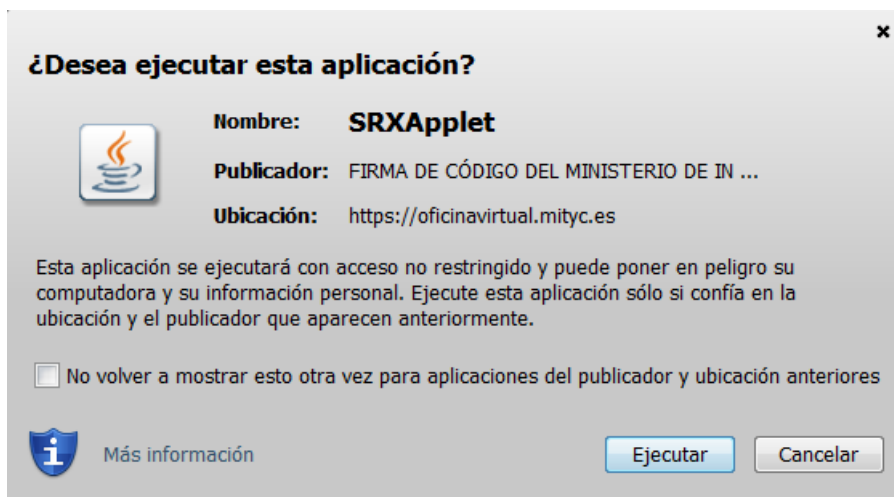 ¿Desea ejecutar esta aplicación?
Nombre: SRXApplet
Publicador: FIRMA DE CÓDIGO DEL MINISTERIO DE IN ...
Ubicación: https://oficinavirtual.mityc.es
Esta aplicación se ejecutará con acceso no restringido y puede poner en peligro su
computadora y su información personal. Ejecute esta aplicación sólo si confía en la
ubicación y el publicador que aparecen anteriormente.
No volver a mostrar esto otra vez para aplicaciones del publicador y ubicación anteriores
Más información
Ejecutar
Cancelar